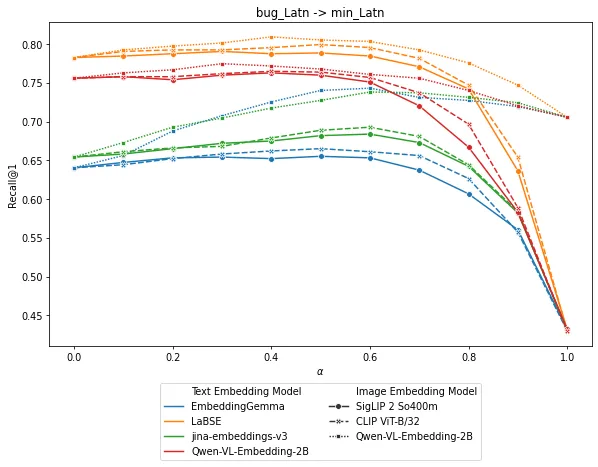 bug_Latn -> min_Latn
Recall@1
0.80
0.75
0.70
0.65
0.60
0.55
0.50
0.45
0.0 0.2 0.4 0.6 0.8 1.0
α
Text Embedding Model Image Embedding Model
EmbeddingGemma SigLIP 2 So400m
LaBSE CLIP ViT-B/32
jina-embeddings-v3 Qwen-VL-Embedding-2B
Qwen-VL-Embedding-2B